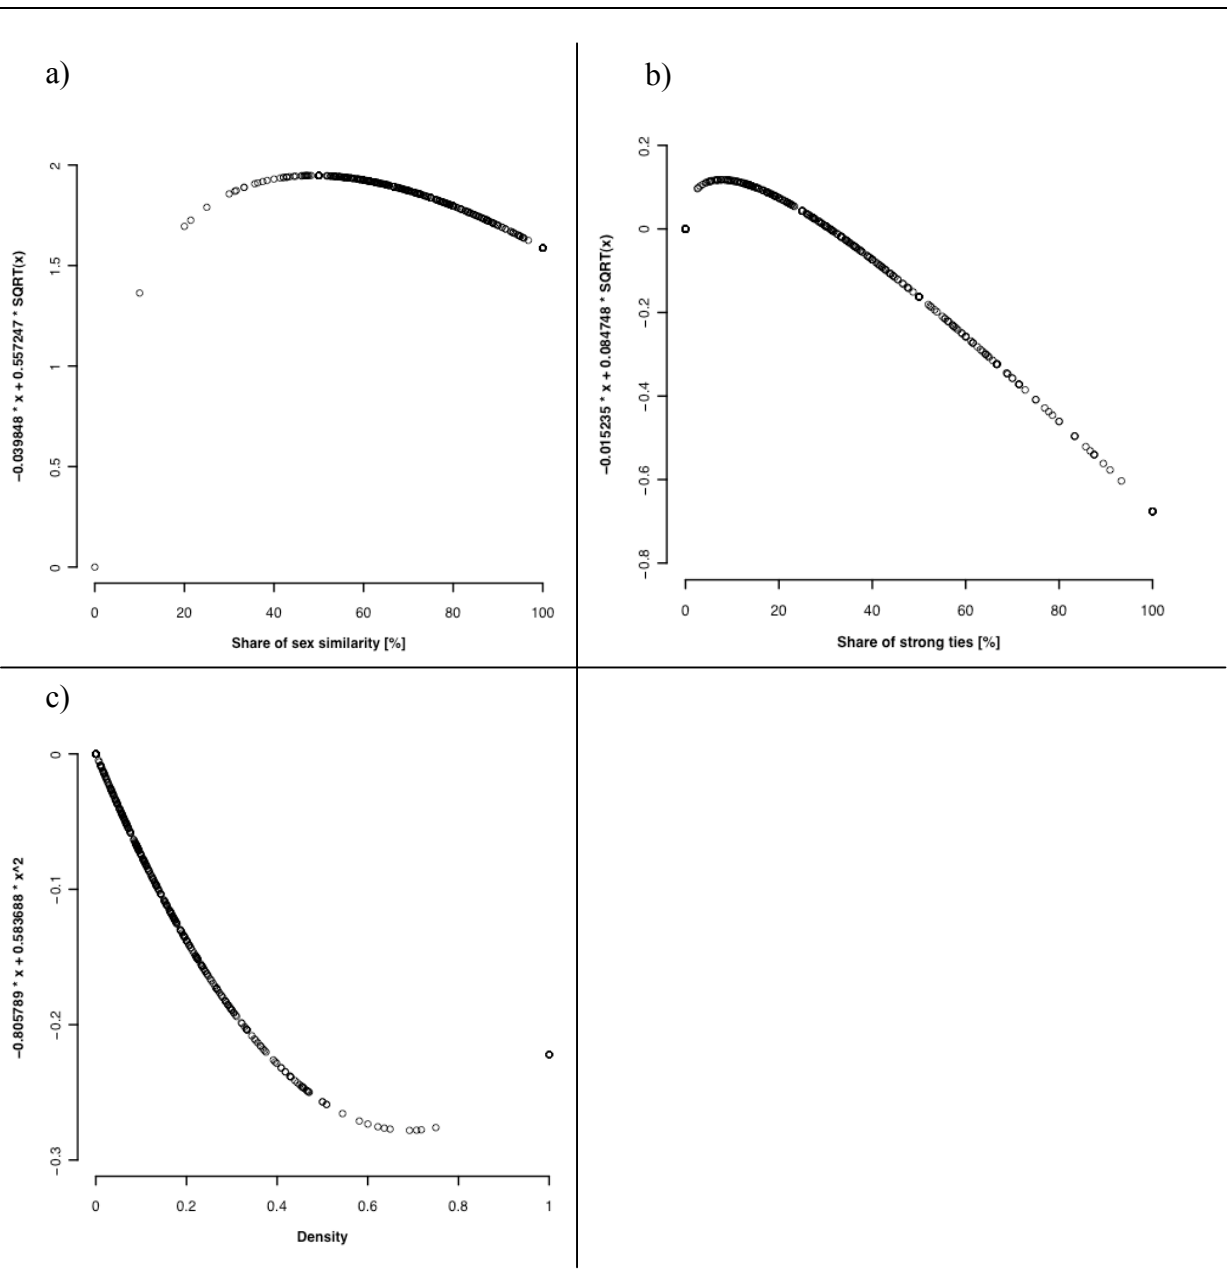 a)
−0.039848 * x + 0.557247 * SQRT(x)
2
1.5
1
0.5
0
0 20 40 60 80 100
Share of sex similarity [%]
b)
−0.015235 * x + 0.084748 * SQRT(x)
0.2
0
−0.2
−0.4
−0.6
−0.8
0 20 40 60 80 100
Share of strong ties [%]
c)
−0.805789 * x + 0.583688 * x^2
0
−0.1
−0.2
−0.3
0 0.2 0.4 0.6 0.8 1
Density